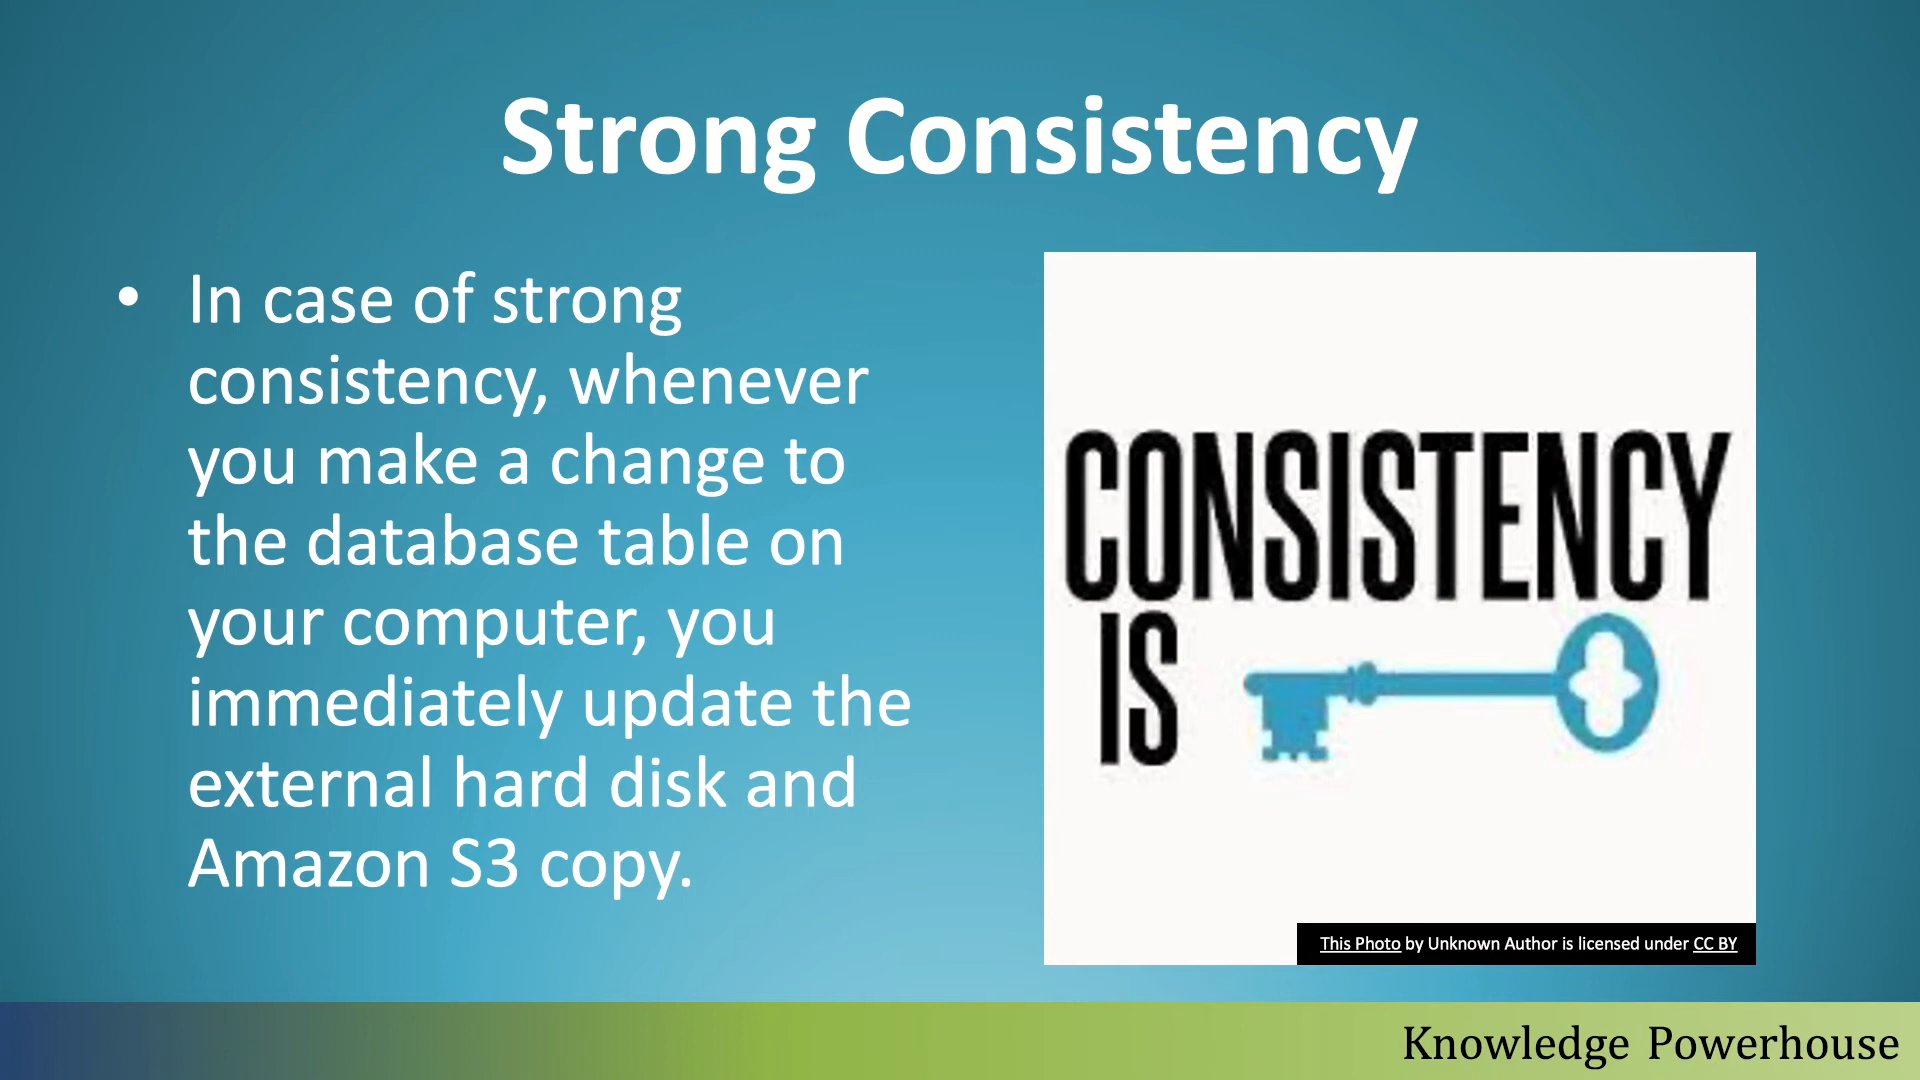 Strong Consistency
• In case of strong
consistency, whenever
you make a change to
the database table on
your computer, you
immediately update the
external hard disk and
Amazon S3 copy.
CONSISTENCY
IS
This Photo by Unknown Author is licensed under CC BY
Knowledge Powerhouse